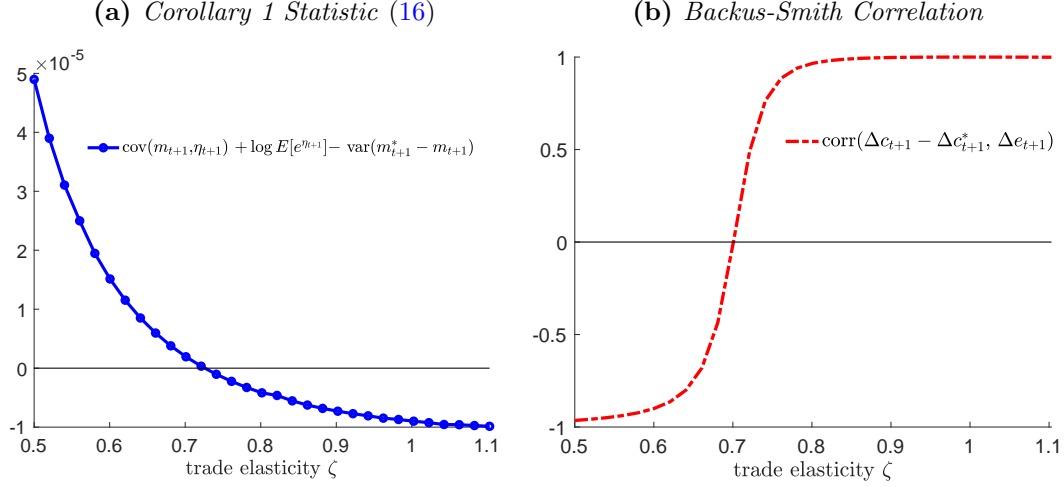 (a) Corollary 1 Statistic (16)
×10⁻⁵
5
4
3
2
1
0
-1
cov(m_{t+1},η_{t+1}) + log E[e^{η_{t+1}}]− var(m*_{t+1} − m_{t+1})
0.5 0.6 0.7 0.8 0.9 1 1.1
trade elasticity ζ
(b) Backus-Smith Correlation
1
0.5
0
-0.5
-1
corr(Δc_{t+1} − Δc*_{t+1}, Δe_{t+1})
0.5 0.6 0.7 0.8 0.9 1 1.1
trade elasticity ζ